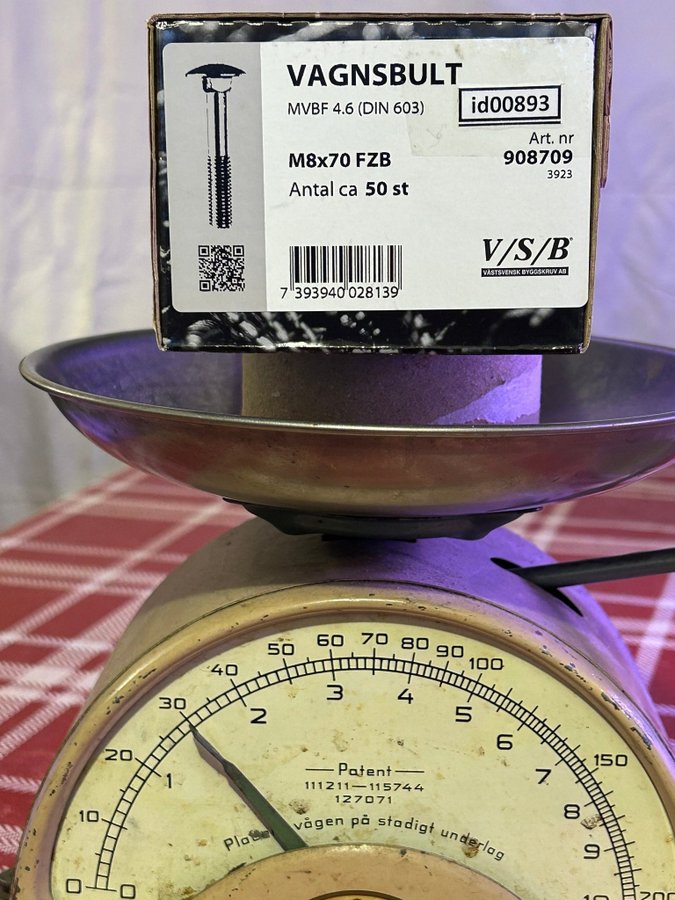 VAGNSBULT
MVBF 4.6 (DIN 603)
id00893
Art. nr
M8x70 FZB
908709
3923
Antal ca 50 st
V/S/B
VÄSTSVENSK BYGGSKRUV AB
7 393940 028139
0 10 20 30 40 50 60 70 80 90 100 150 200
0 1 2 3 4 5 6 7 8 9 10
Patent
111211—115744
127071
vågen på stadigt underlag